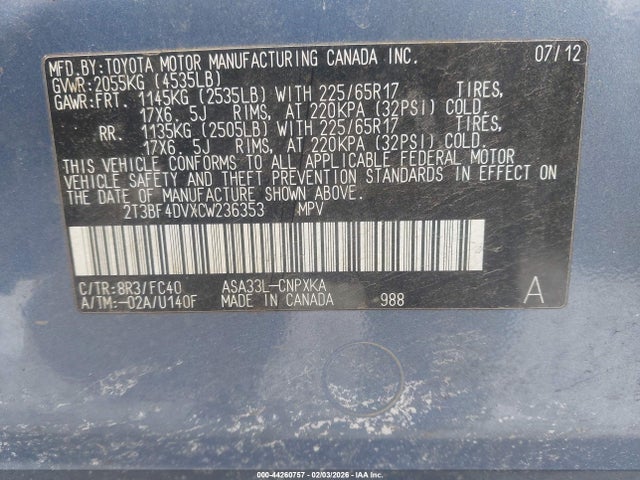 MFD.BY:TOYOTA MOTOR MANUFACTURING CANADA INC. 07/12
GVWR:2055KG (4535LB)
GAWR:FRT. 1145KG (2535LB) WITH 225/65R17 TIRES,
17X6. 5J RIMS, AT 220KPA (32PSI) COLD.
RR. 1135KG (2505LB) WITH 225/65R17 TIRES,
17X6. 5J RIMS, AT 220KPA (32PSI) COLD.
THIS VEHICLE CONFORMS TO ALL APPLICABLE FEDERAL MOTOR
VEHICLE SAFETY AND THEFT PREVENTION STANDARDS IN EFFECT ON
THE DATE OF MANUFACTURE SHOWN ABOVE.
2T3BF4DVXCW236353 MPV
C/TR:8R3/FC40 ASA33L-CNPXKA
A/TM:-02A/U140F MADE IN CANADA 988 A
000-44260757 - 02/03/2026 - IAA, Inc.